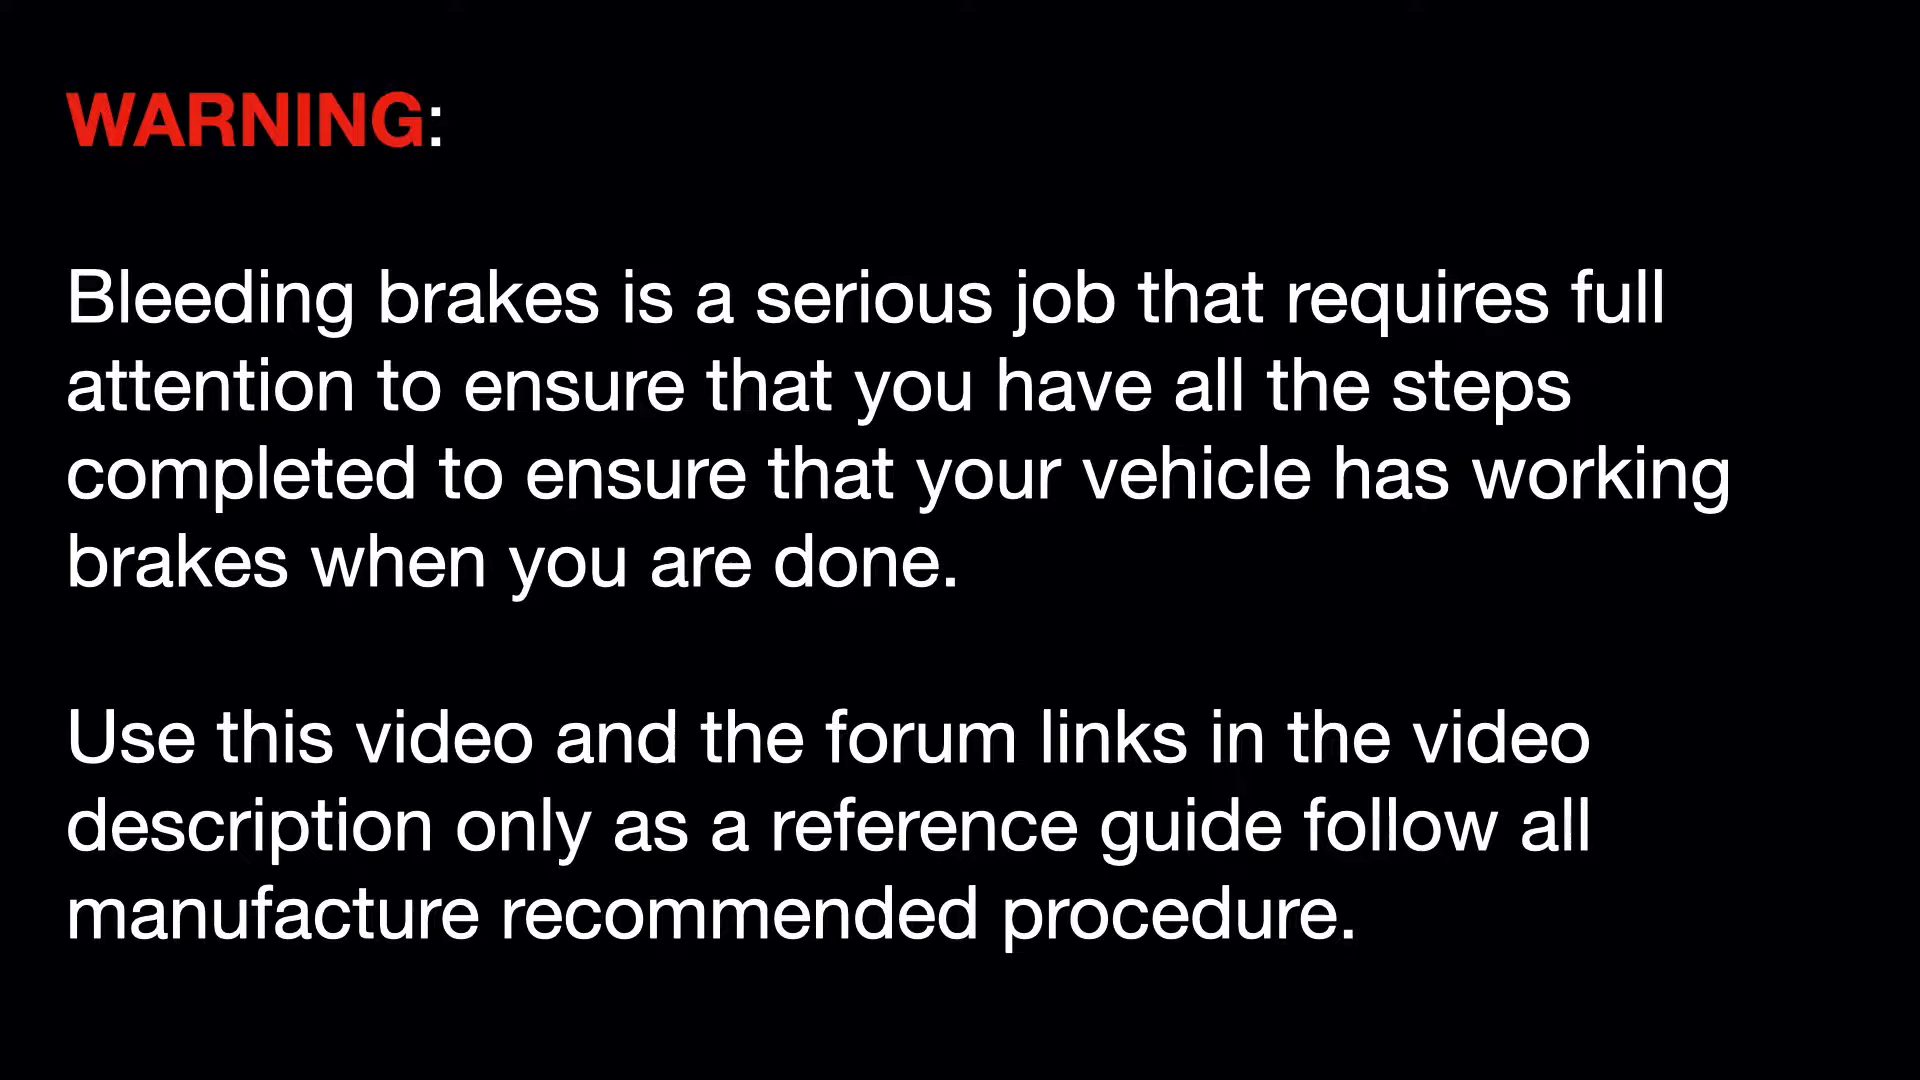 WARNING:
Bleeding brakes is a serious job that requires full
attention to ensure that you have all the steps
completed to ensure that your vehicle has working
brakes when you are done.
Use this video and the forum links in the video
description only as a reference guide follow all
manufacture recommended procedure.